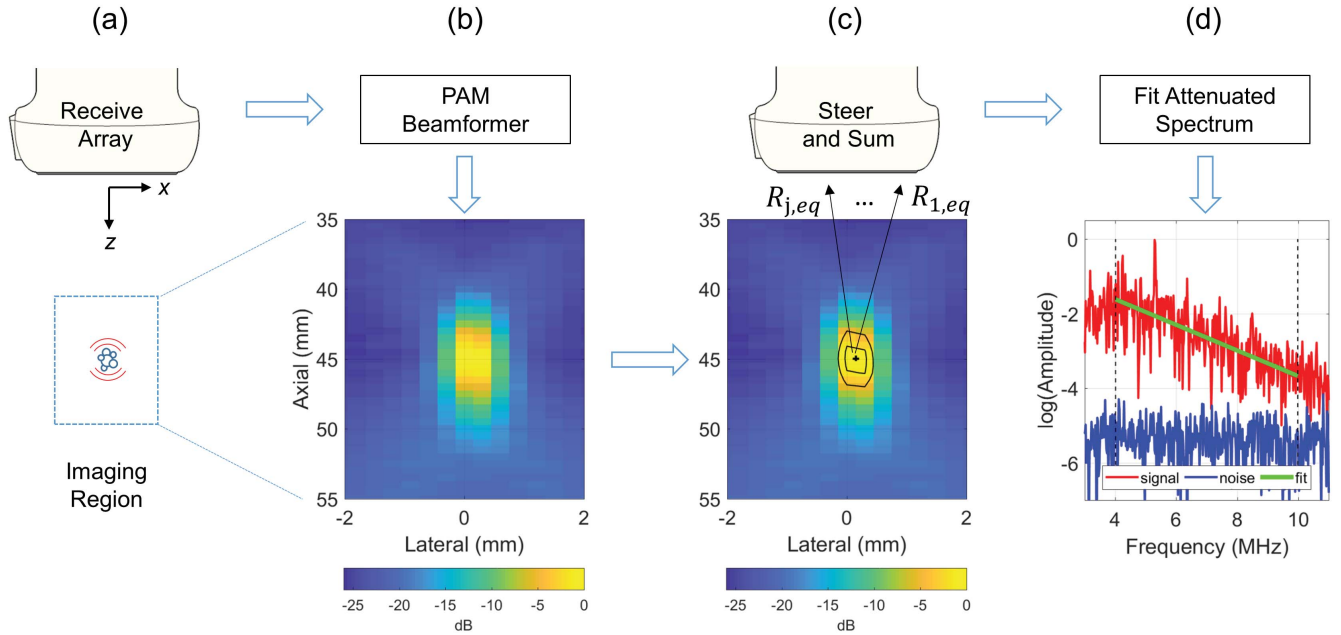 (a)
(b)
(c)
(d)
Receive
Array
PAM
Beamformer
Steer
and Sum
Fit Attenuated
Spectrum
x
z
Imaging
Region
35
40
45
50
55
Axial (mm)
-2
0
2
Lateral (mm)
-25
-20
-15
-10
-5
0
dB
R_{j,eq}
...
R_{1,eq}
35
40
45
50
55
-2
0
2
Lateral (mm)
-25
-20
-15
-10
-5
0
dB
0
-2
-4
-6
log(Amplitude)
signal
noise
fit
4
6
8
10
Frequency (MHz)